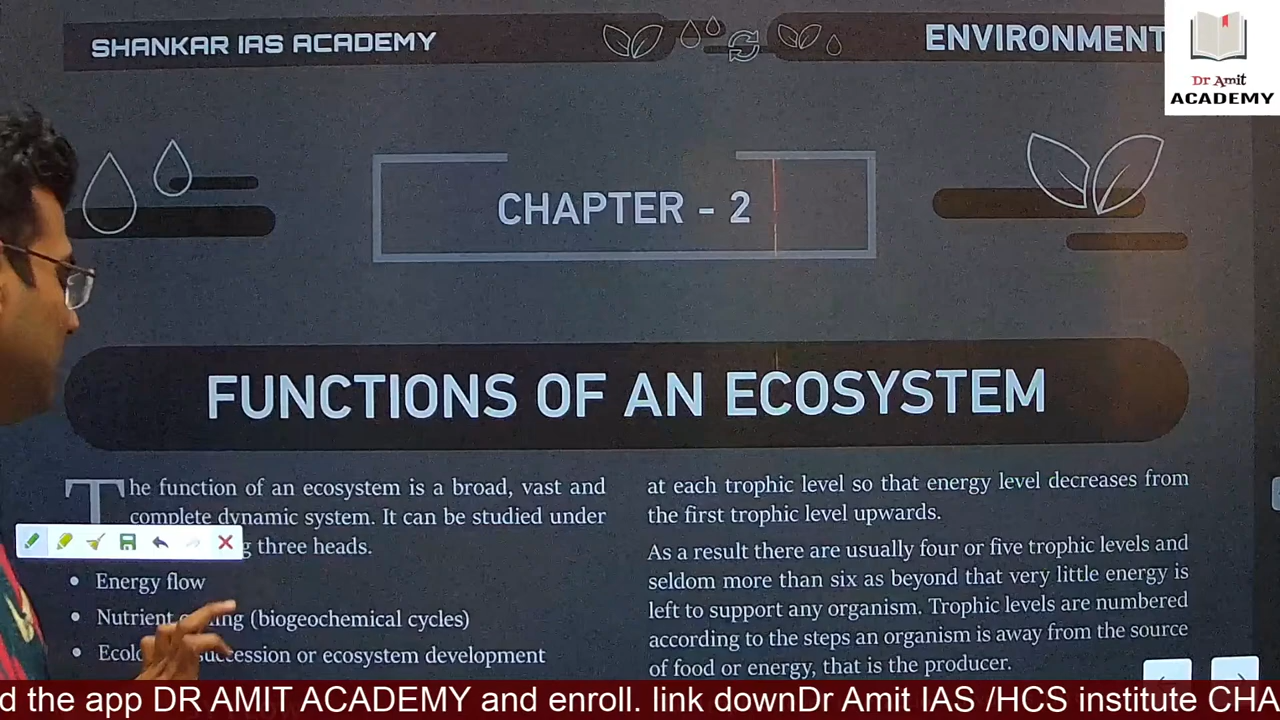 SHANKAR IAS ACADEMY
ENVIRONMENT
Dr Amit
ACADEMY
CHAPTER - 2
FUNCTIONS OF AN ECOSYSTEM
The function of an ecosystem is a broad, vast and
complete dynamic system. It can be studied under
three heads.
• Energy flow
• Nutrient (biogeochemical cycles)
• succession or ecosystem development
at each trophic level so that energy level decreases from
the first trophic level upwards.
As a result there are usually four or five trophic levels and
seldom more than six as beyond that very little energy is
left to support any organism. Trophic levels are numbered
according to the steps an organism is away from the source
of food or energy, that is the producer.
d the app DR AMIT ACADEMY and enroll. link downDr Amit IAS /HCS institute CHA